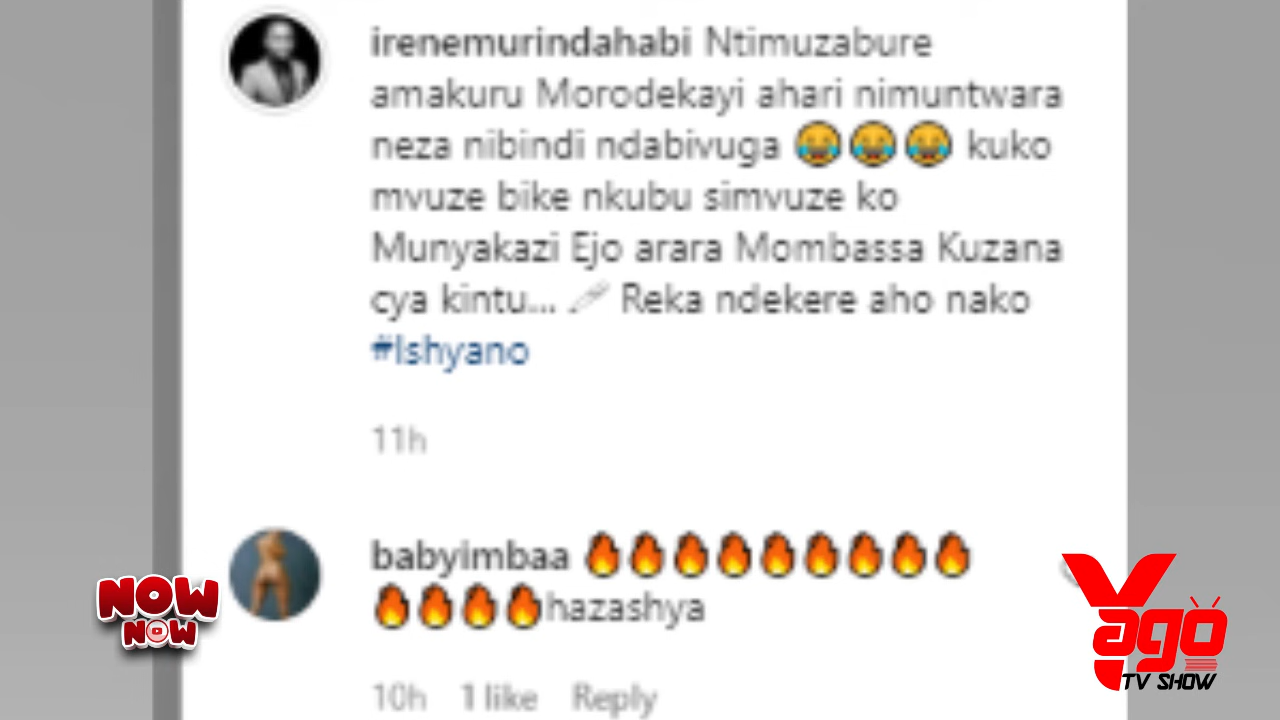 irenemurindahabi Ntimuzabure
amakuru Morodekayi ahari nimuntwara
neza nibindi ndabivuga 😂😂😂 kuko
mvuze bike nkubu simvuze ko
Munyakazi Ejo arara Mombassa Kuzana
cya kintu... Reka ndekere aho nako
#Ishyano
11h
babyimbaa 🔥🔥🔥🔥🔥🔥🔥🔥🔥
🔥🔥🔥🔥hazashya
10h 1 like Reply
NOW
NOW
Yago
TV SHOW